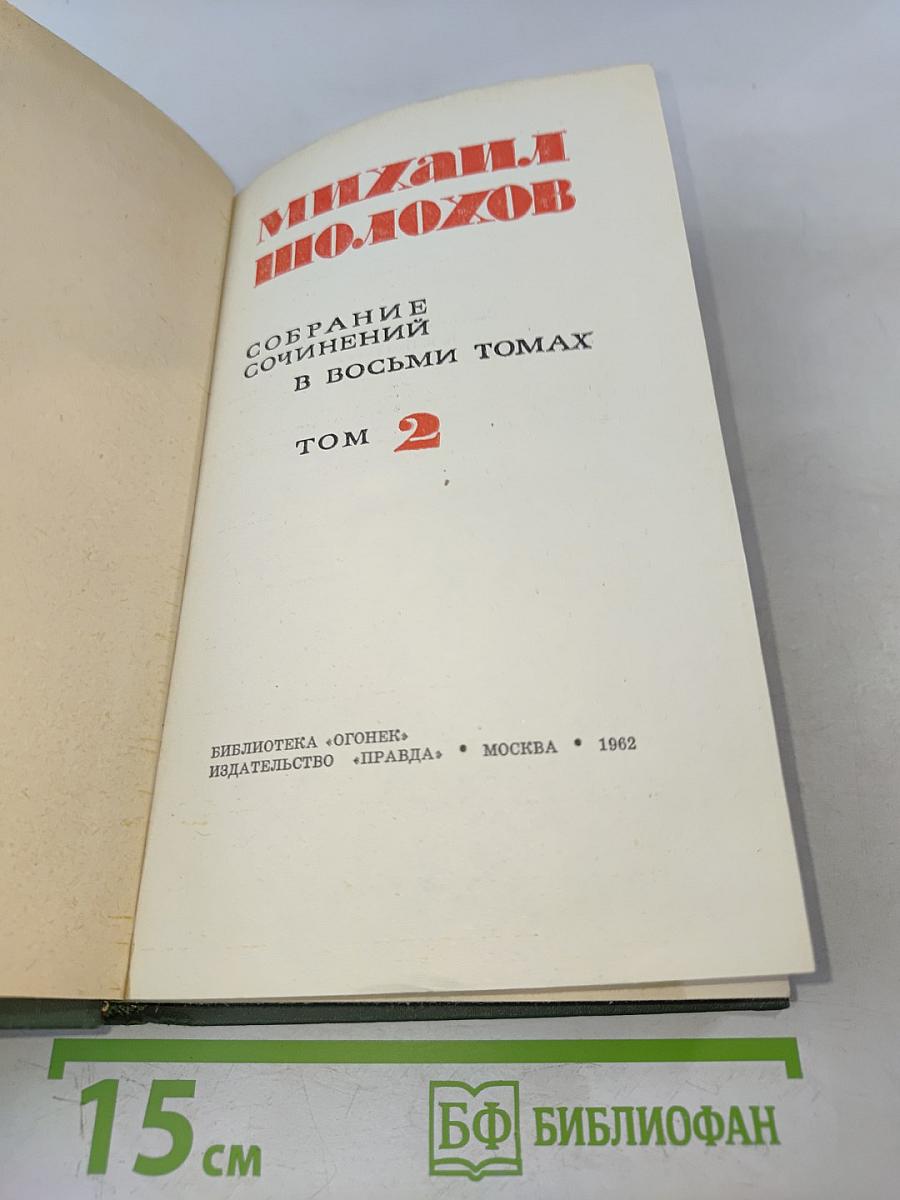 МИХАИЛ
ШОЛОХОВ
СОБРАНИЕ
СОЧИНЕНИЙ
В ВОСЬМИ ТОМАХ
ТОМ 2
БИБЛИОТЕКА «ОГОНЕК»
ИЗДАТЕЛЬСТВО «ПРАВДА» • МОСКВА • 1962
15 см
БФ БИБЛИОФАН